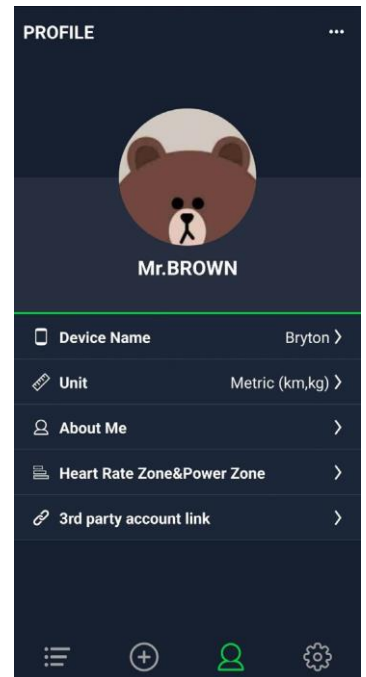 PROFILE
Mr.BROWN
Device Name Bryton
Unit Metric (km,kg)
About Me
Heart Rate Zone&Power Zone
3rd party account link